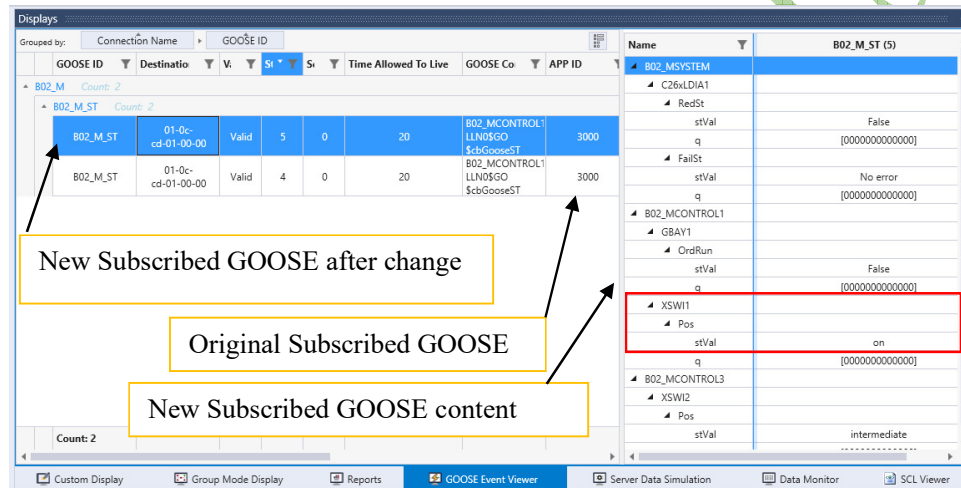 Displays
Grouped by: Connection Name GOOSE ID
GOOSE ID Destinatio V St Se Time Allowed To Live GOOSE Co APP ID
B02_M Count: 2
B02_M_ST Count: 2
B02_M_ST 01-0c-cd-01-00-00 Valid 5 0 20 B02_MCONTROL1 LLN0$GO $cbGooseST 3000
B02_M_ST 01-0c-cd-01-00-00 Valid 4 0 20 B02_MCONTROL1 LLN0$GO $cbGooseST 3000
New Subscribed GOOSE after change
Original Subscribed GOOSE
New Subscribed GOOSE content
Count: 2
Name B02_M_ST (5)
B02_MSYSTEM
C26xLDIA1
RedSt
stVal False
q [0000000000000]
FailSt
stVal No error
q [0000000000000]
B02_MCONTROL1
GBAY1
OrdRun
stVal False
q [0000000000000]
XSWI1
Pos
stVal on
q [0000000000000]
B02_MCONTROL3
XSWI2
Pos
stVal intermediate
Custom Display Group Mode Display Reports GOOSE Event Viewer Server Data Simulation Data Monitor SCL Viewer